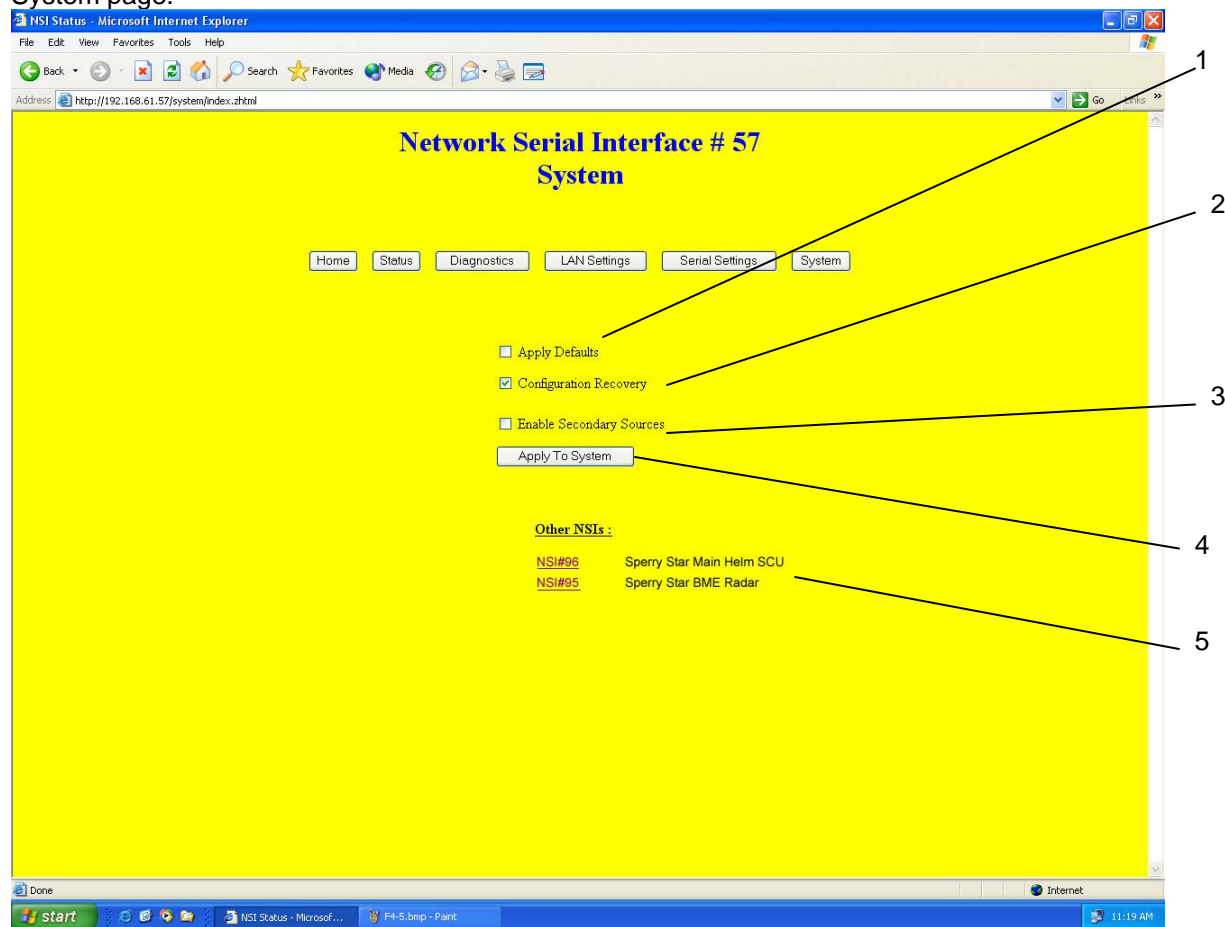 System page.
NSI Status - Microsoft Internet Explorer
File Edit View Favorites Tools Help
Back Search Favorites Media
Address http://192.168.61.57/system/index.zhtml Go Links »
1
Network Serial Interface # 57
System
2
Home Status Diagnostics LAN Settings Serial Settings System
Apply Defaults
Configuration Recovery
3
Enable Secondary Sources
Apply To System
Other NSIs :
4
NSI#96 Sperry Star Main Helm SCU
NSI#95 Sperry Star BME Radar
5
Done Internet
start NSI Status - Microsof... F4-5.bmp - Paint 11:19 AM